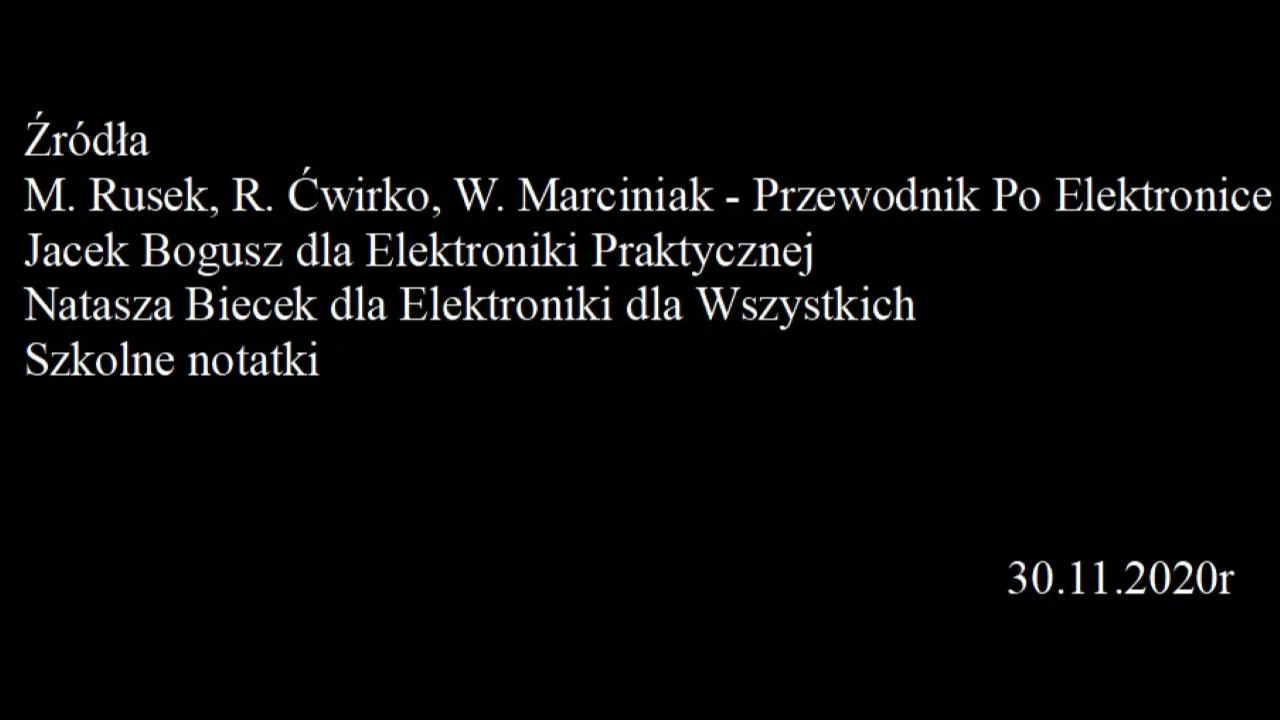 Źródła
M. Rusek, R. Ćwirko, W. Marciniak - Przewodnik Po Elektronice
Jacek Bogusz dla Elektroniki Praktycznej
Natasza Biecek dla Elektroniki dla Wszystkich
Szkolne notatki
30.11.2020r